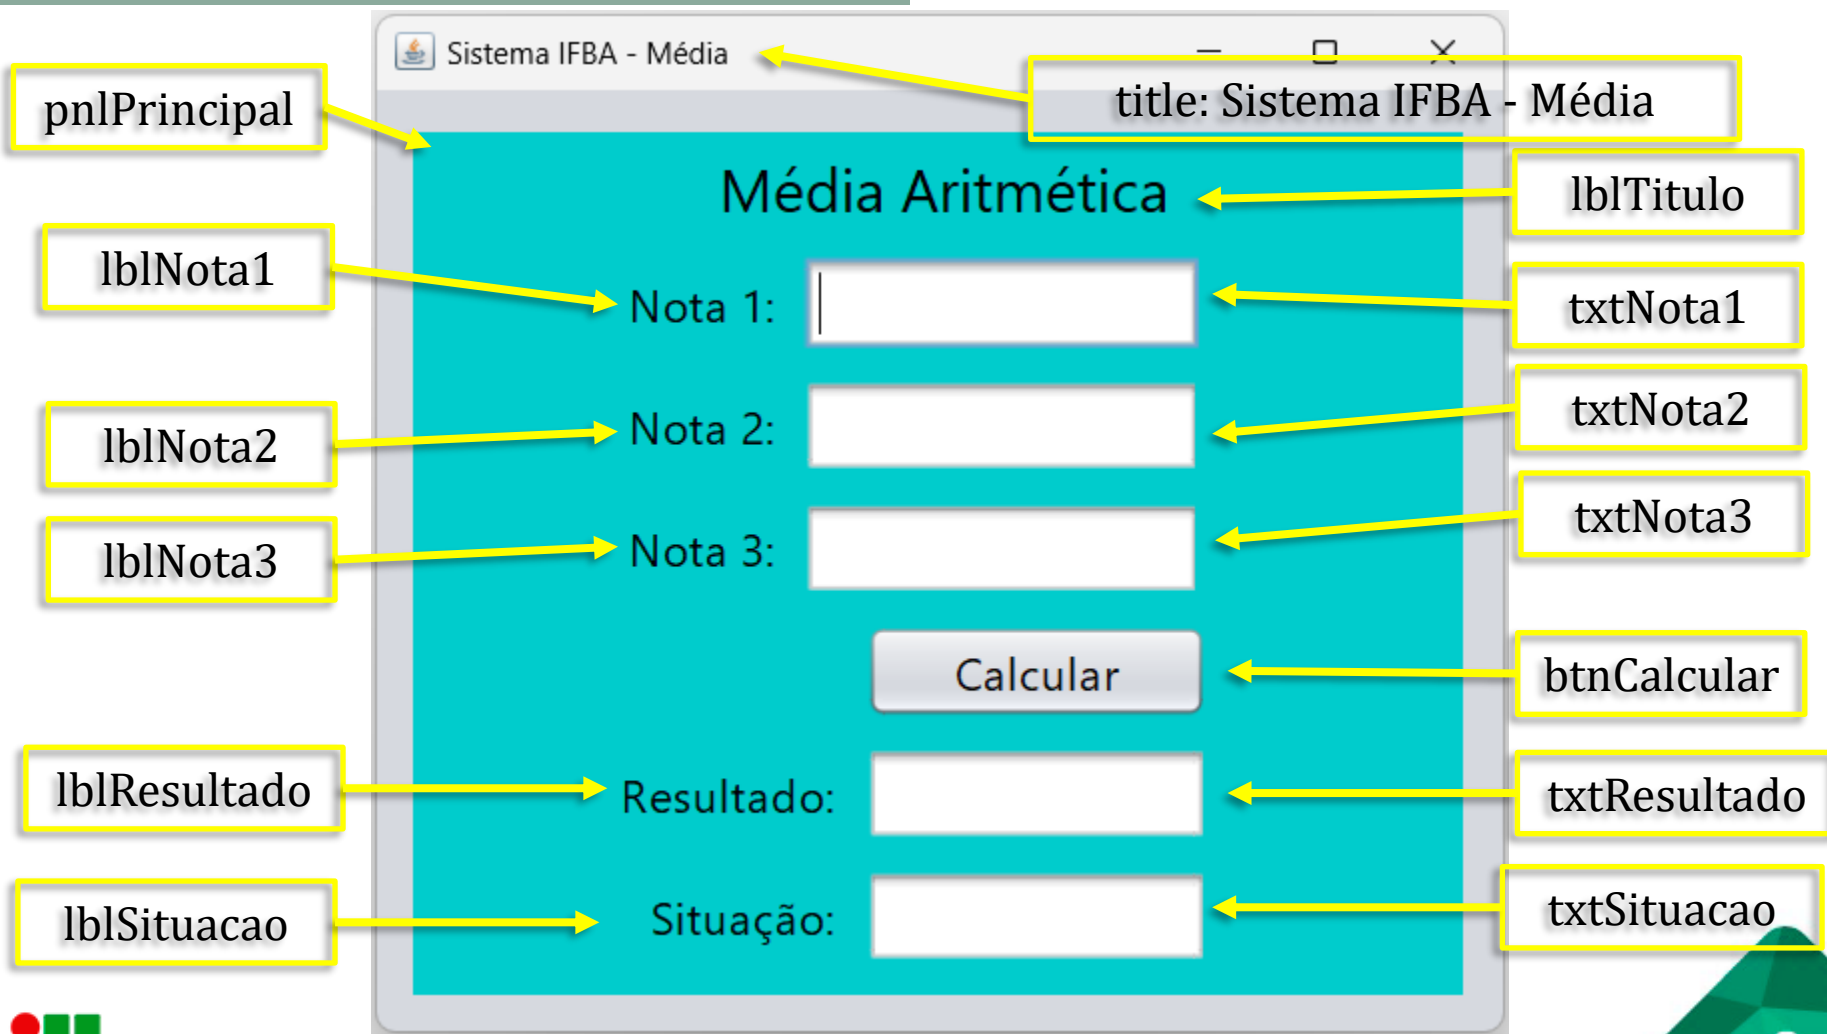 Sistema IFBA - Média
title: Sistema IFBA - Média
pnlPrincipal
Média Aritmética
lblTitulo
lblNota1
Nota 1:
txtNota1
lblNota2
Nota 2:
txtNota2
lblNota3
Nota 3:
txtNota3
Calcular
btnCalcular
lblResultado
Resultado:
txtResultado
lblSituacao
Situação:
txtSituacao